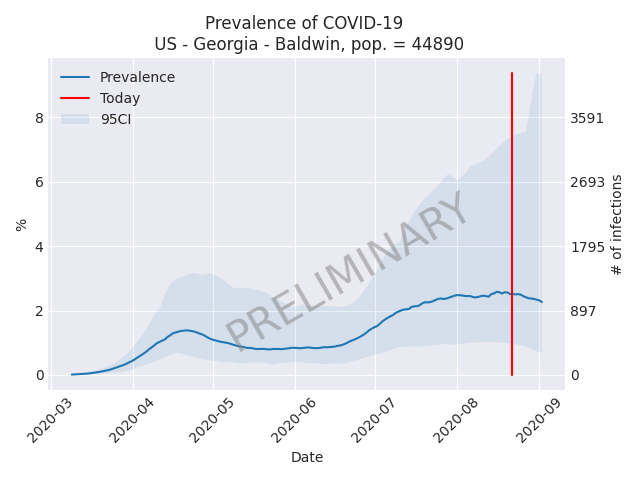 Prevalence of COVID-19
US - Georgia - Baldwin, pop. = 44890
Prevalence
Today
95CI
PRELIMINARY
%
8
6
4
2
0
3591
2693
1795
897
0
# of infections
2020-03
2020-04
2020-05
2020-06
2020-07
2020-08
2020-09
Date